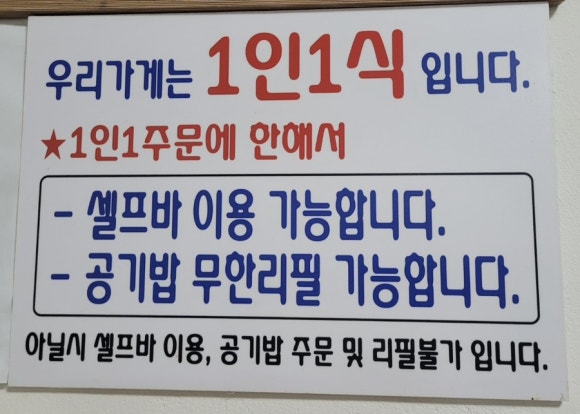 우리가게는 1인1식 입니다.
★1인1주문에 한해서
- 셀프바 이용 가능합니다.
- 공기밥 무한리필 가능합니다.
아닐시 셀프바 이용, 공기밥 주문 및 리필불가 입니다.